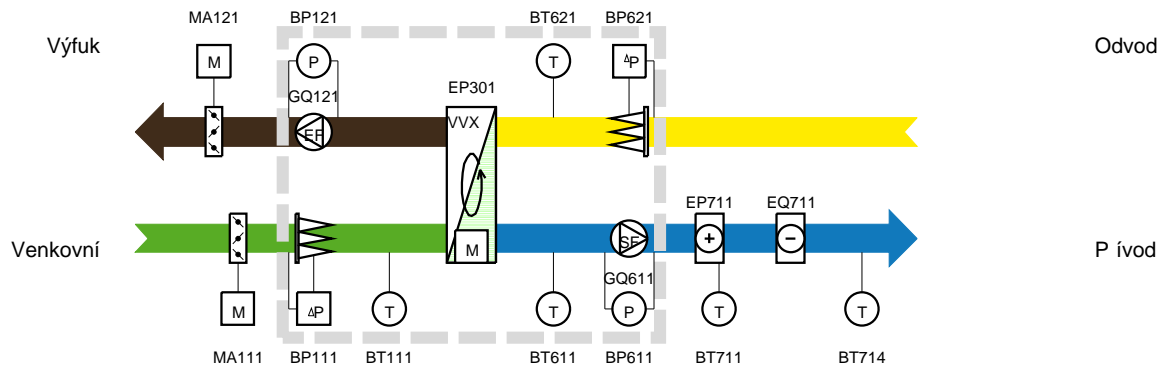 MA121 BP121 BT621 BP621
Výfuk M P T ΔP Odvod
EP301
GQ121
VVX
EF
EP711 EQ711
SF + −
Venkovní M P ívod
GQ611
M ΔP T T P T T
MA111 BP111 BT111 BT611 BP611 BT711 BT714